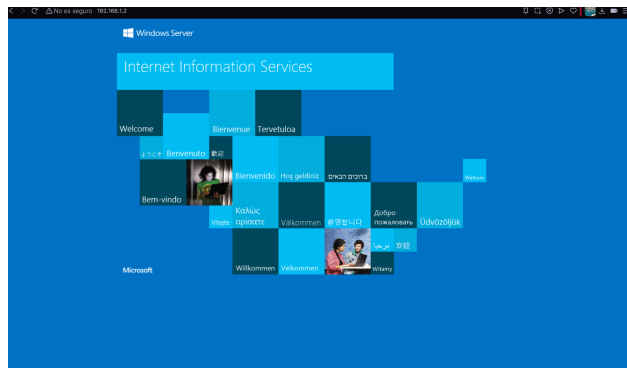 No es seguro 192.168.1.2
Windows Server
Internet Information Services
Welcome
Bienvenue
Tervetuloa
ようこそ
Benvenuto
歡迎
Bienvenido
Hoş geldiniz
ברוכים הבאים
Welkom
Bem-vindo
Vítejte
Καλώς
ορίσατε
Välkommen
환영합니다
Добро
пожаловать
Üdvözöljük
مرحبا
欢迎
Microsoft
Willkommen
Velkommen
Witamy